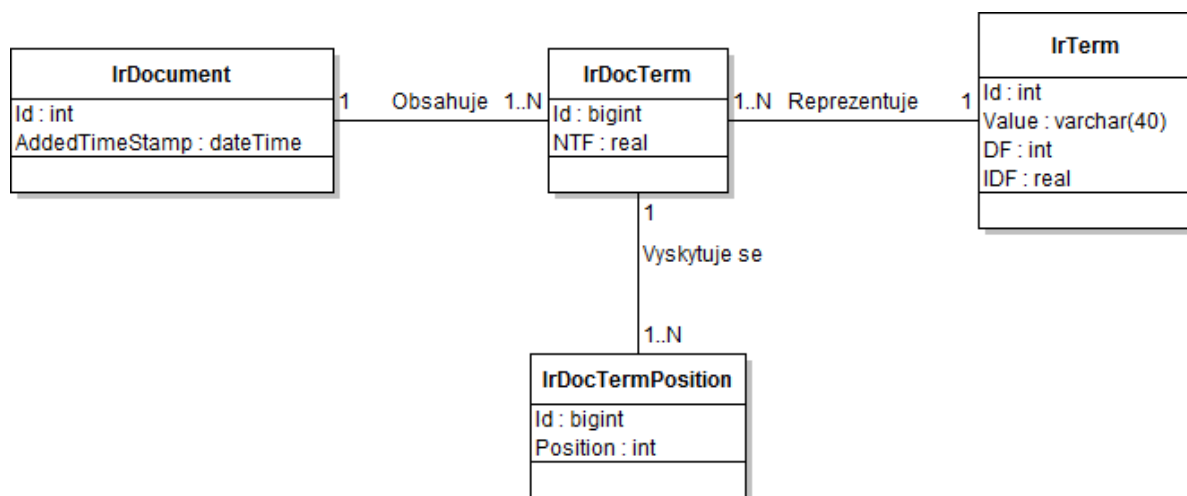 IrDocument
Id : int
AddedTimeStamp : dateTime
1
Obsahuje
1..N
IrDocTerm
Id : bigint
NTF : real
1..N
Reprezentuje
1
IrTerm
Id : int
Value : varchar(40)
DF : int
IDF : real
1
Vyskytuje se
1..N
IrDocTermPosition
Id : bigint
Position : int